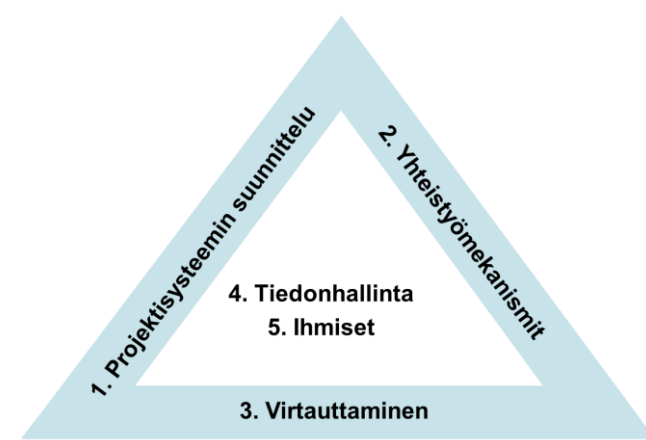 1. Projektisysteemin suunnittelu
2. Yhteistyömekanismit
4. Tiedonhallinta
5. Ihmiset
3. Virtauttaminen